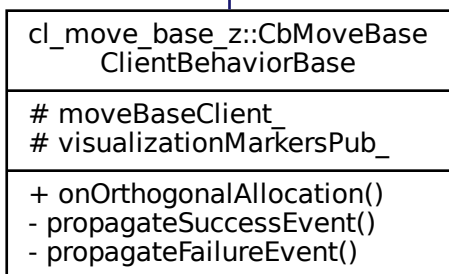 cl_move_base_z::CbMoveBase
ClientBehaviorBase
# moveBaseClient_
# visualizationMarkersPub_
+ onOrthogonalAllocation()
- propagateSuccessEvent()
- propagateFailureEvent()